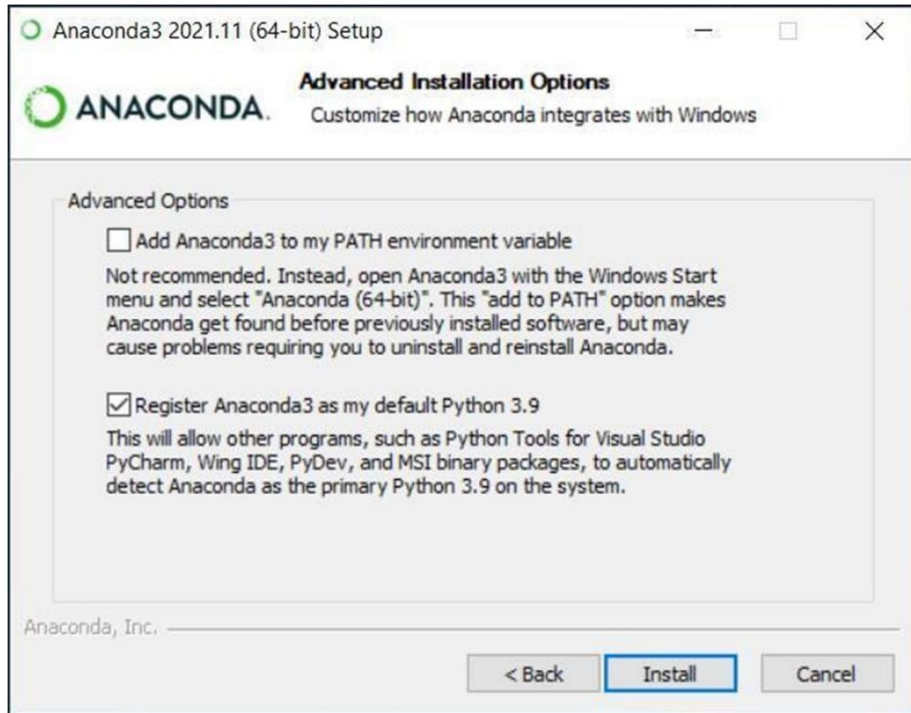 Anaconda3 2021.11 (64-bit) Setup
ANACONDA.
Advanced Installation Options
Customize how Anaconda integrates with Windows
Advanced Options
Add Anaconda3 to my PATH environment variable
Not recommended. Instead, open Anaconda3 with the Windows Start
menu and select "Anaconda (64-bit)". This "add to PATH" option makes
Anaconda get found before previously installed software, but may
cause problems requiring you to uninstall and reinstall Anaconda.
Register Anaconda3 as my default Python 3.9
This will allow other programs, such as Python Tools for Visual Studio
PyCharm, Wing IDE, PyDev, and MSI binary packages, to automatically
detect Anaconda as the primary Python 3.9 on the system.
Anaconda, Inc.
< Back
Install
Cancel